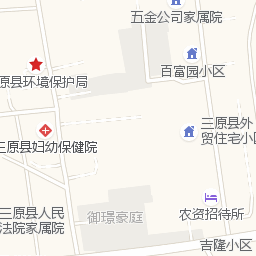 五金公司家属院
百富园小区
原县环境保护局
三原县外
贸住宅小区
三原县妇幼保健院
三原县人民
法院家属院
御璟豪庭
农资招待所
吉隆小区